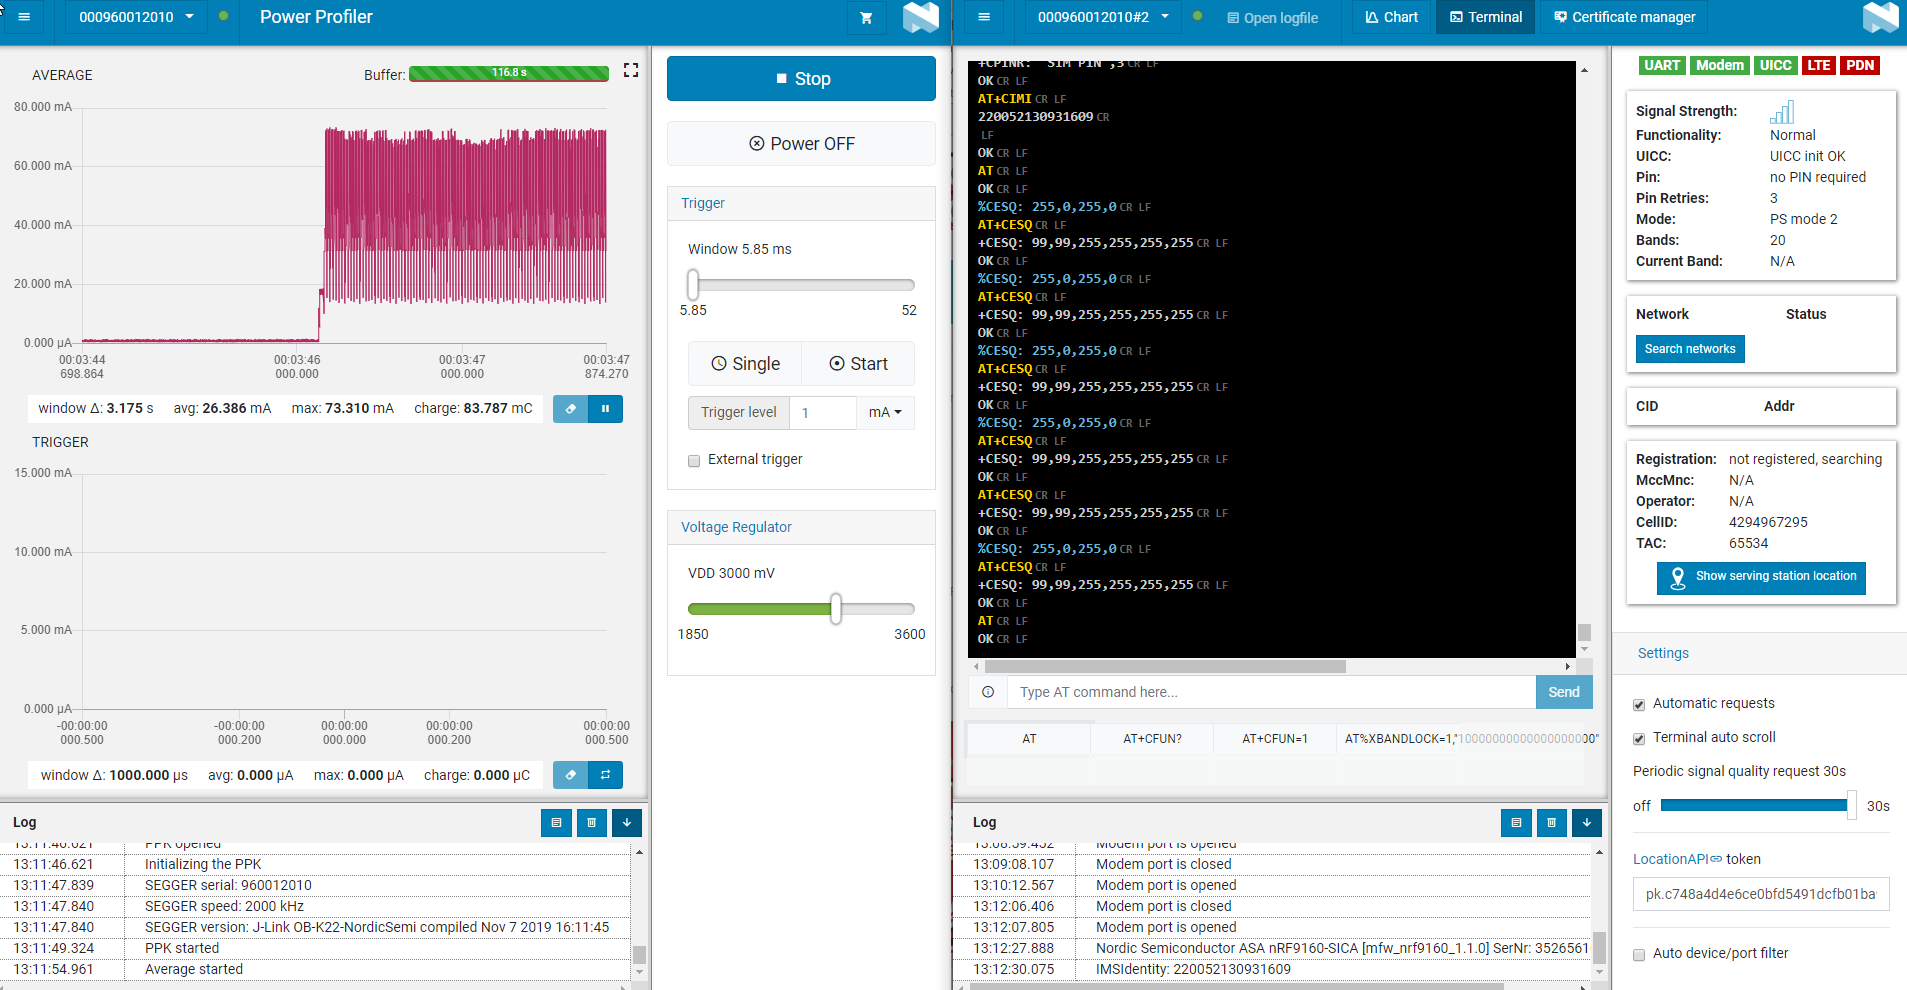 000960012010
Power Profiler
AVERAGE
Buffer: 116.8 s
80.000 mA
60.000 mA
40.000 mA
20.000 mA
0.000 µA
00:03:44 00:03:46 00:03:47 00:03:47
698.864 000.000 000.000 874.270
window Δ: 3.175 s avg: 26.386 mA max: 73.310 mA charge: 83.787 mC
TRIGGER
15.000 mA
10.000 mA
5.000 mA
0.000 µA
-00:00:00 -00:00:00 00:00:00 00:00:00 00:00:00
000.500 000.200 000.000 000.200 000.500
window Δ: 1000.000 µs avg: 0.000 µA max: 0.000 µA charge: 0.000 µC
Stop
Power OFF
Trigger
Window 5.85 ms
5.85 52
Single Start
Trigger level 1 mA
External trigger
Voltage Regulator
VDD 3000 mV
1850 3600
Log
13:11:46.621 PPK opened
13:11:46.621 Initializing the PPK
13:11:47.839 SEGGER serial: 960012010
13:11:47.840 SEGGER speed: 2000 kHz
13:11:47.840 SEGGER version: J-Link OB-K22-NordicSemi compiled Nov 7 2019 16:11:45
13:11:49.324 PPK started
13:11:54.961 Average started
000960012010#2
Open logfile
Chart
Terminal
Certificate manager
+CPINR: "SIM PIN",3 CR LF
OK CR LF
AT+CIMI CR LF
220052130931609 CR
LF
OK CR LF
AT CR LF
OK CR LF
%CESQ: 255,0,255,0 CR LF
AT+CESQ CR LF
+CESQ: 99,99,255,255,255,255 CR LF
OK CR LF
%CESQ: 255,0,255,0 CR LF
AT+CESQ CR LF
+CESQ: 99,99,255,255,255,255 CR LF
OK CR LF
%CESQ: 255,0,255,0 CR LF
AT+CESQ CR LF
+CESQ: 99,99,255,255,255,255 CR LF
OK CR LF
%CESQ: 255,0,255,0 CR LF
AT+CESQ CR LF
+CESQ: 99,99,255,255,255,255 CR LF
OK CR LF
AT+CESQ CR LF
+CESQ: 99,99,255,255,255,255 CR LF
OK CR LF
%CESQ: 255,0,255,0 CR LF
AT+CESQ CR LF
+CESQ: 99,99,255,255,255,255 CR LF
OK CR LF
AT CR LF
OK CR LF
Type AT command here...
Send
AT AT+CFUN? AT+CFUN=1
Log
Modem port is opened
13:09:08.107 Modem port is closed
13:10:12.567 Modem port is opened
13:12:06.406 Modem port is closed
13:12:07.805 Modem port is opened
13:12:27.888 Nordic Semiconductor ASA nRF9160-SICA [mfw_nrf9160_1.1.0] SerNr: 3526561
13:12:30.075 IMSIdentity: 220052130931609
UART Modem UICC LTE PDN
Signal Strength:
Functionality: Normal
UICC: UICC init OK
Pin: no PIN required
Pin Retries: 3
Mode: PS mode 2
Bands: 20
Current Band: N/A
Network Status
Search networks
CID Addr
Registration: not registered, searching
MccMnc: N/A
Operator: N/A
CellID: 4294967295
TAC: 65534
Show serving station location
Settings
Automatic requests
Terminal auto scroll
Periodic signal quality request 30s
off 30s
LocationAPI token
pk.c748a4d4e6ce0bfd5491dcfb01ba
Auto device/port filter